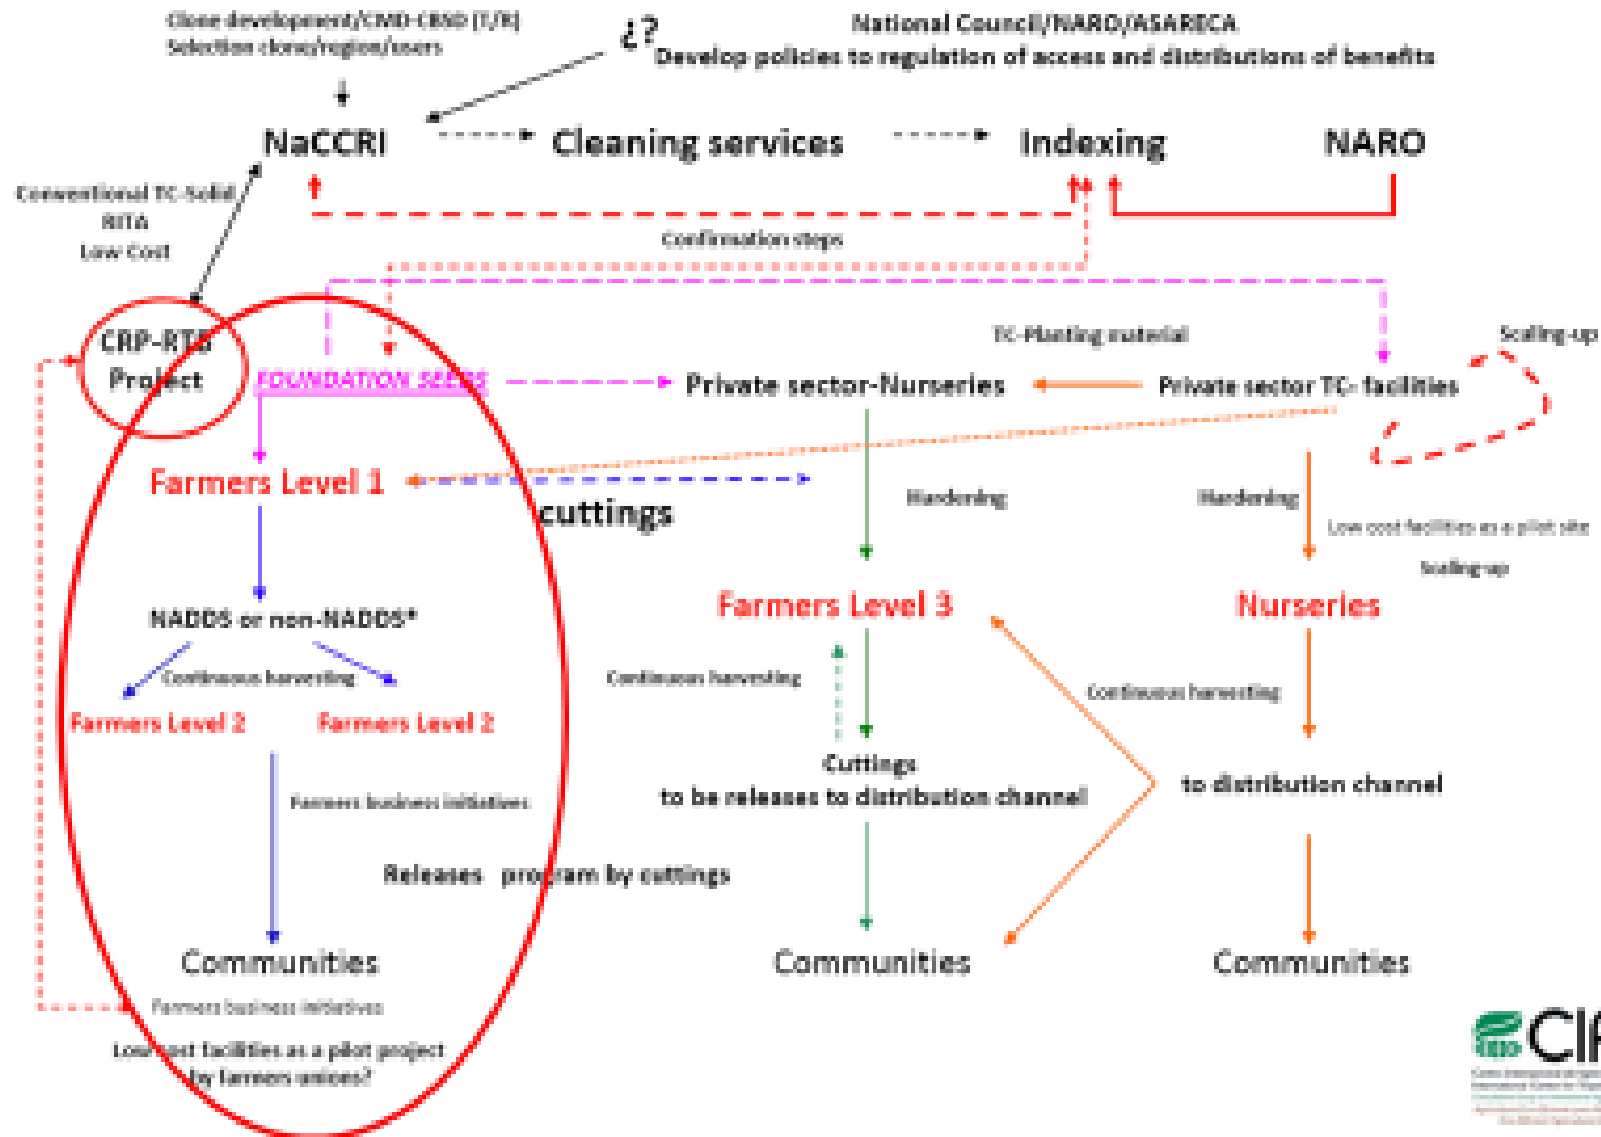 Clone development/CMD-CBSD (T/R)
Selection clone/region/users
¿?
National Council/NARO/ASARECA
Develop policies to regulation of access and distributions of benefits
NaCCRI
Cleaning services
Indexing
NARO
Conventional TC-Solid
RITA
Low Cost
Confirmation steps
CRP-RTB
Project
FOUNDATION SEEDS
Private sector-Nurseries
TC-Planting material
Private sector TC- facilities
Scaling-up
Farmers Level 1
cuttings
Hardening
Hardening
Low cost facilities as a pilot site
Scaling-up
NADDS or non-NADDS*
Farmers Level 3
Nurseries
Continuous harvesting
Continuous harvesting
Continuous harvesting
Farmers Level 2
Farmers Level 2
Cuttings
to be releases to distribution channel
to distribution channel
Farmers business initiatives
Releases program by cuttings
Communities
Communities
Communities
Farmers business initiatives
Low cost facilities as a pilot project
by farmers unions?